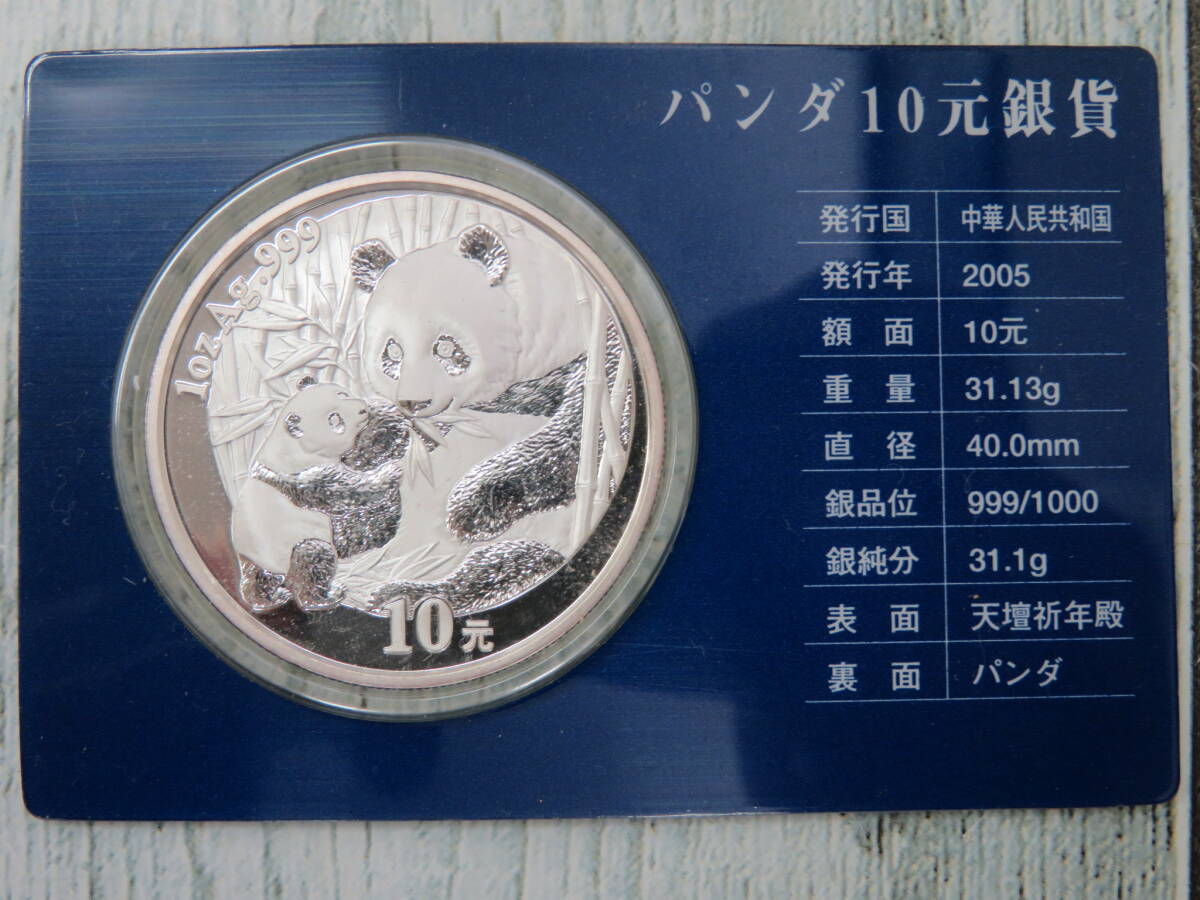 パンダ10元銀貨
発行国 中華人民共和国
発行年 2005
額面 10元
重量 31.13g
直径 40.0mm
銀品位 999/1000
銀純分 31.1g
表面 天壇祈年殿
裏面 パンダ
1oz Ag.999
10元